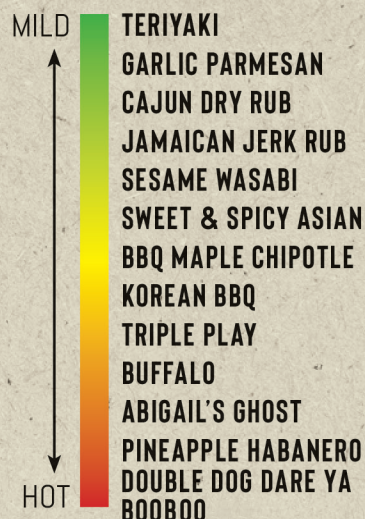 MILD
TERIYAKI
GARLIC PARMESAN
CAJUN DRY RUB
JAMAICAN JERK RUB
SESAME WASABI
SWEET & SPICY ASIAN
BBQ MAPLE CHIPOTLE
KOREAN BBQ
TRIPLE PLAY
BUFFALO
ABIGAIL'S GHOST
PINEAPPLE HABANERO
DOUBLE DOG DARE YA
HOT
BOOBOO